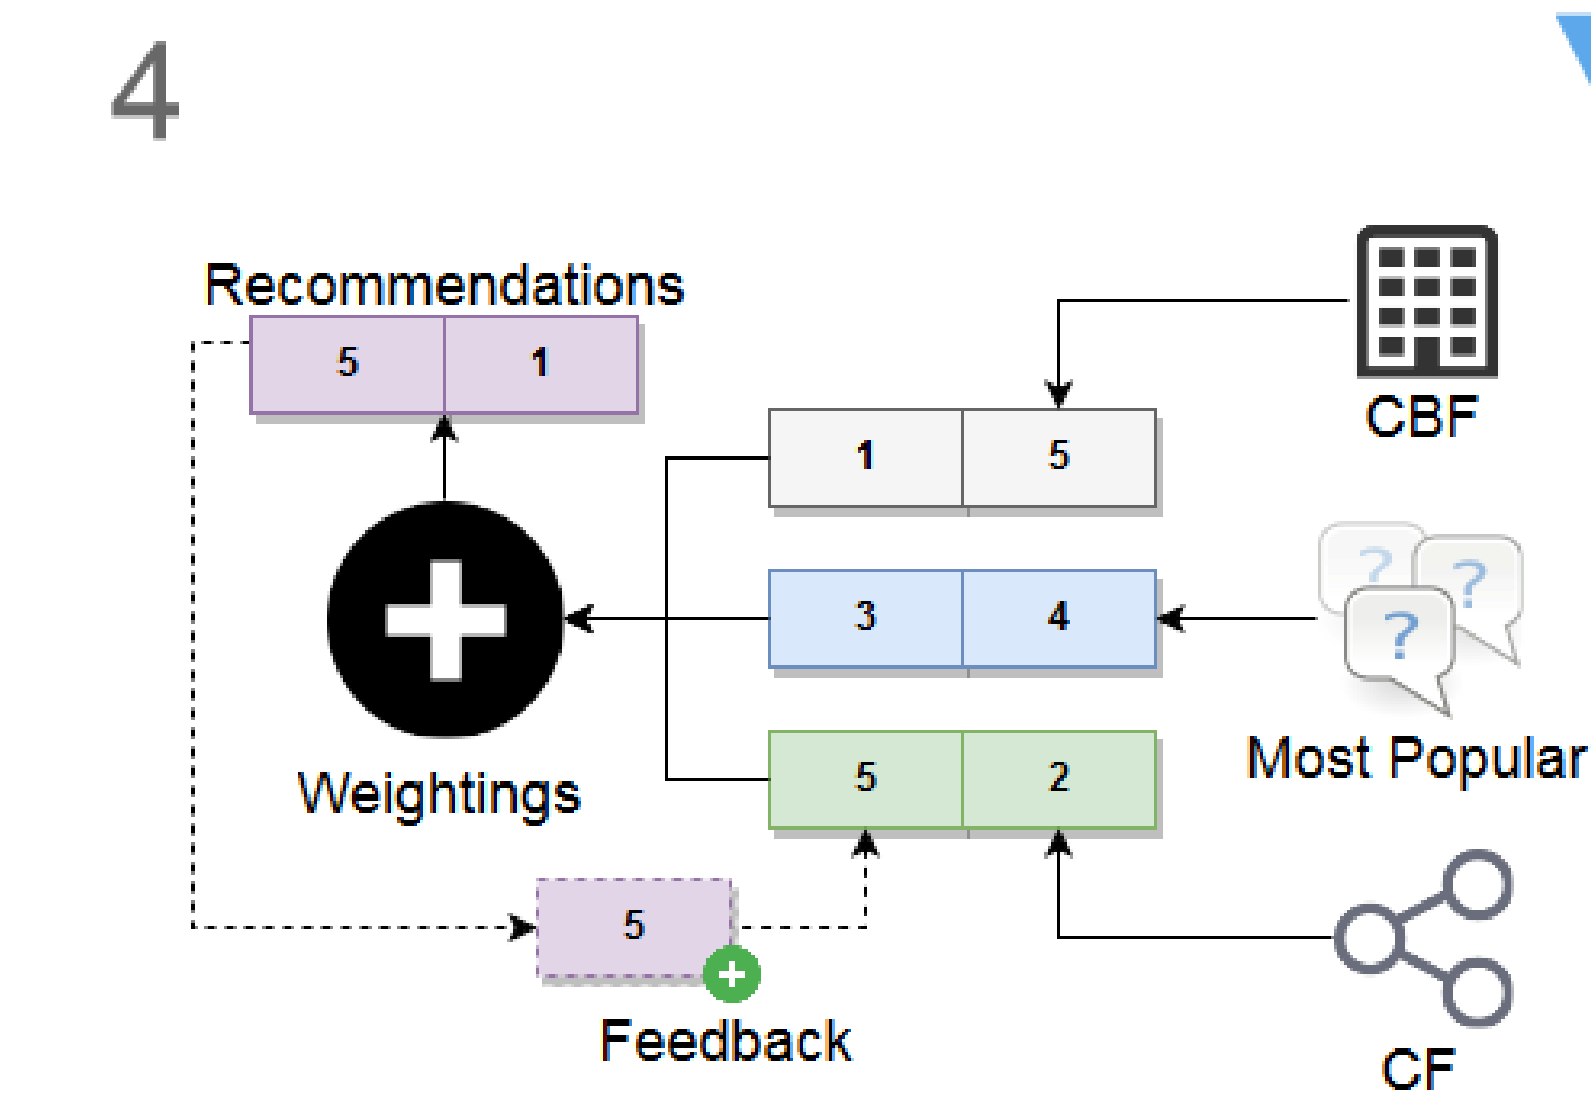 4
Recommendations
5 1
CBF
1 5
3 4
? ? ?
Most Popular
5 2
Weightings
5
Feedback
CF